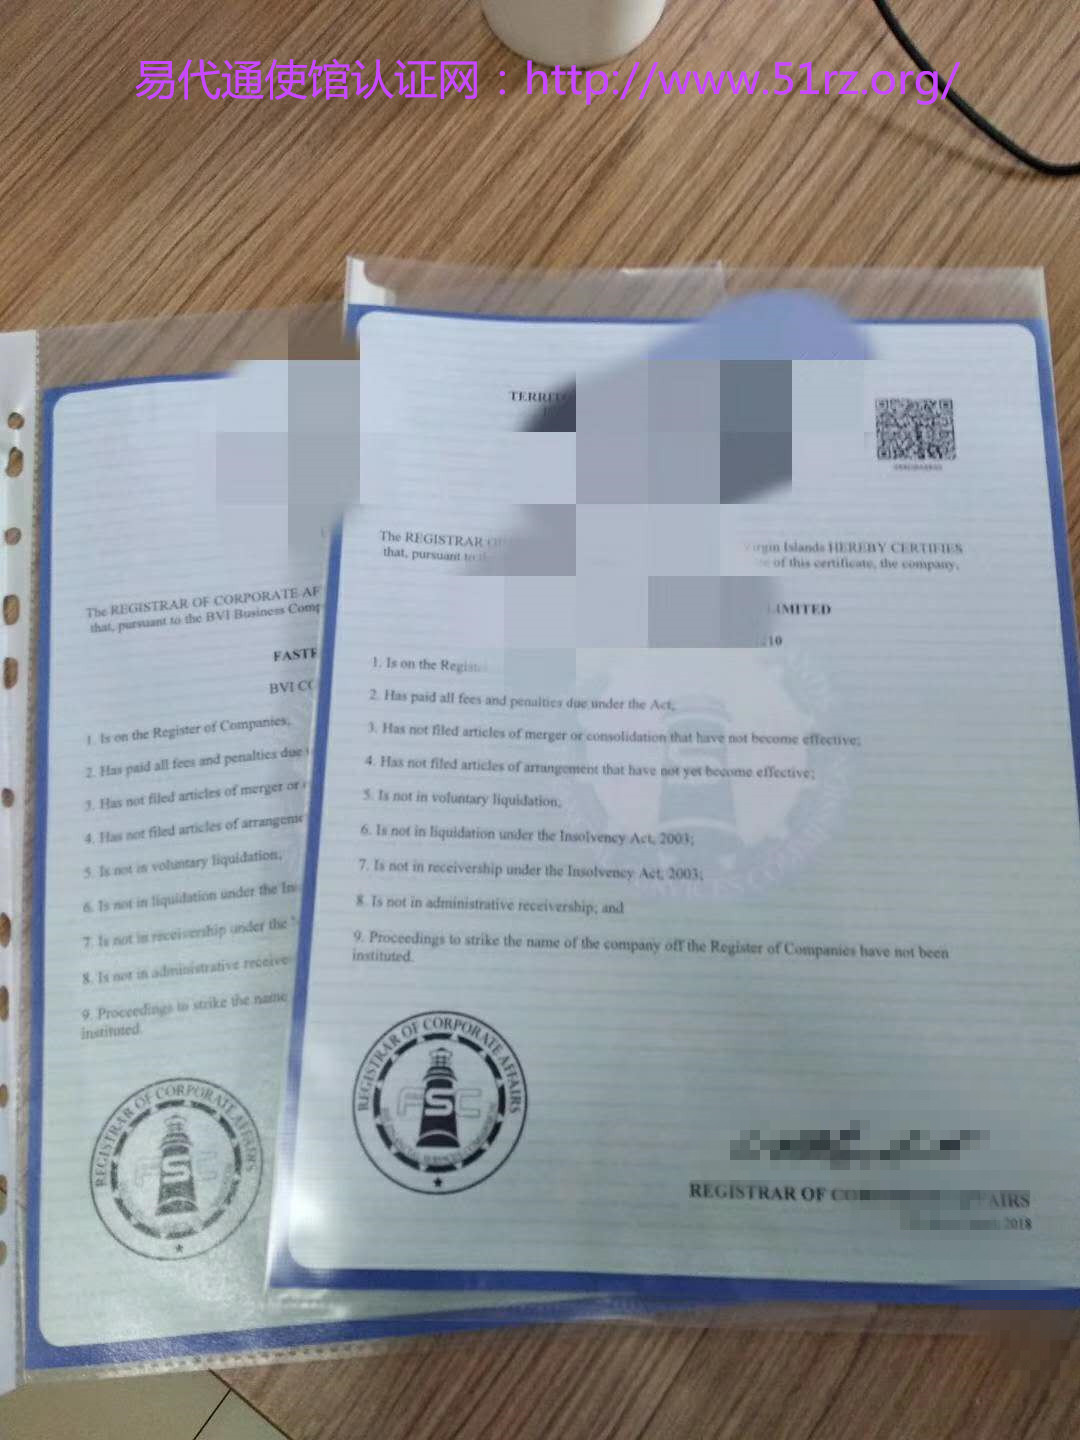 易代通使馆认证网：http://www.51rz.org/
The REGISTRAR OF CORPORATE AF
that, pursuant to the BVI Business Comp
FASTE
BVI CO
1. Is on the Register of Companies;
2. Has paid all fees and penalties due
3. Has not filed articles of merger or
4. Has not filed articles of arrangeme
5. Is not in voluntary liquidation;
6. Is not in liquidation under the In
7. Is not in receivership under the
8. Is not in administrative receive
9. Proceedings to strike the name
instituted.
REGISTRAR OF CORPORATE AFFAIRS
FSC
TERRIT
The REGISTRAR
Virgin Islands HEREBY CERTIFIES
that, pursuant to
of this certificate, the company,
LIMITED
210
1. Is on the Regist
2. Has paid all fees and penalties due under the Act;
3. Has not filed articles of merger or consolidation that have not become effective;
4. Has not filed articles of arrangement that have not yet become effective;
5. Is not in voluntary liquidation;
6. Is not in liquidation under the Insolvency Act, 2003;
7. Is not in receivership under the Insolvency Act, 2003;
8. Is not in administrative receivership; and
9. Proceedings to strike the name of the company off the Register of Companies have not been
instituted.
REGISTRAR OF CORPORATE AFFAIRS
FSC
REGISTRAR OF CO
AIRS
2018